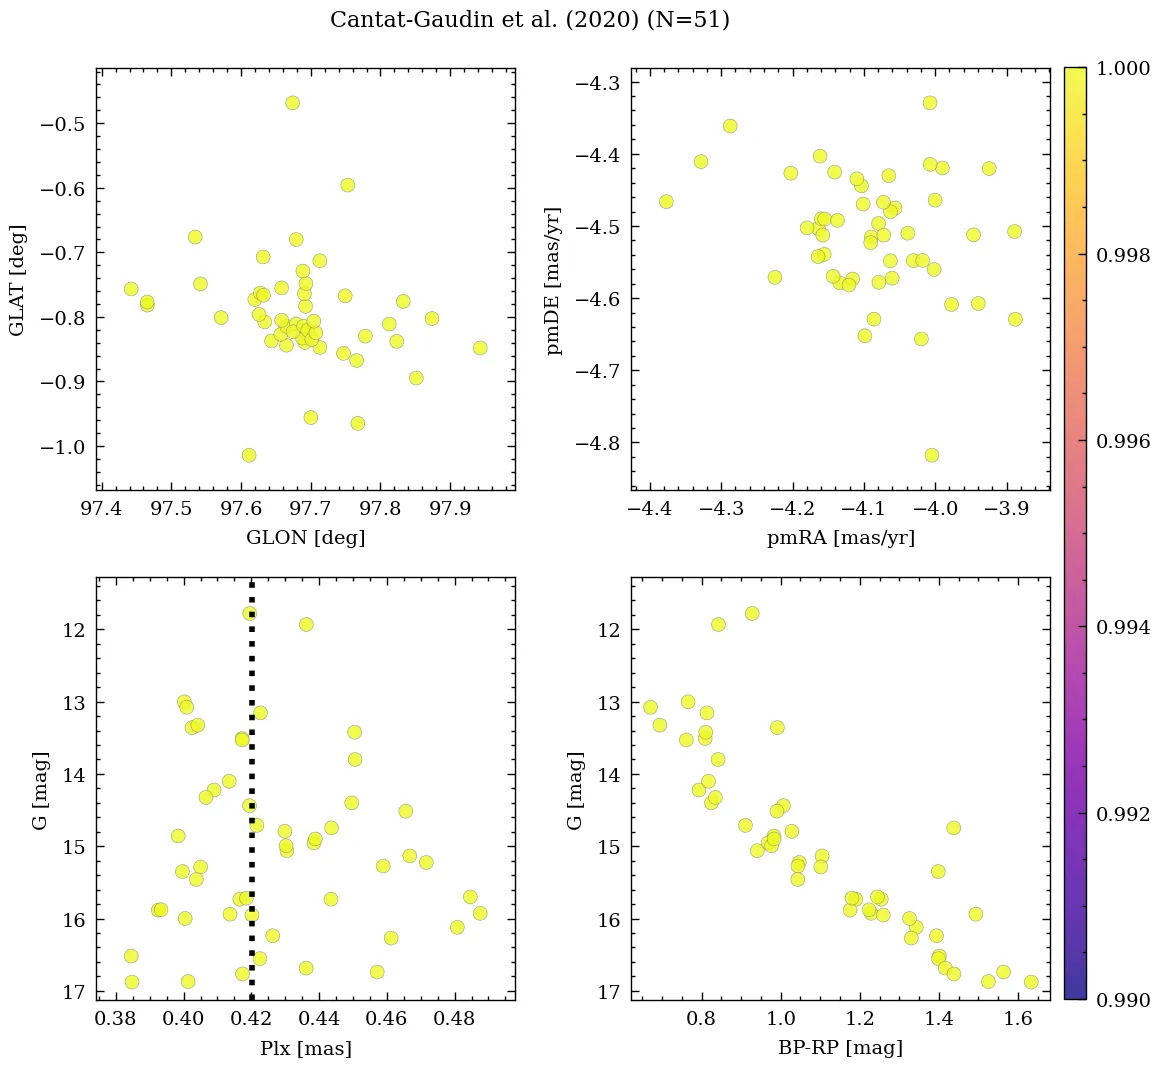 Cantat-Gaudin et al. (2020) (N=51)
GLAT [deg]
−0.5
−0.6
−0.7
−0.8
−0.9
−1.0
97.4 97.5 97.6 97.7 97.8 97.9
GLON [deg]
pmDE [mas/yr]
−4.3
−4.4
−4.5
−4.6
−4.7
−4.8
−4.4 −4.3 −4.2 −4.1 −4.0 −3.9
pmRA [mas/yr]
G [mag]
12
13
14
15
16
17
0.38 0.40 0.42 0.44 0.46 0.48
Plx [mas]
G [mag]
12
13
14
15
16
17
0.8 1.0 1.2 1.4 1.6
BP-RP [mag]
1.000
0.998
0.996
0.994
0.992
0.990